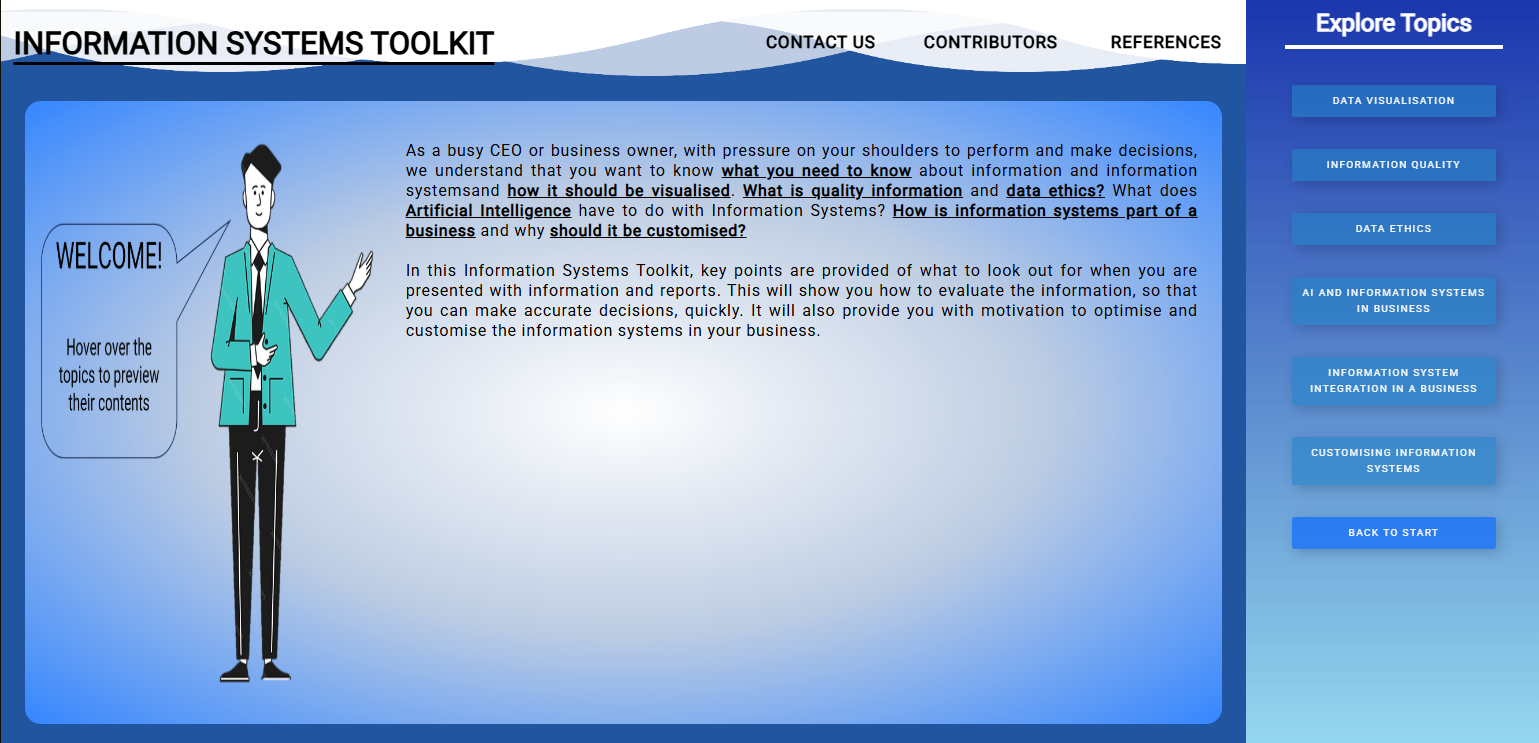 INFORMATION SYSTEMS TOOLKIT
CONTACT US
CONTRIBUTORS
REFERENCES
Explore Topics
WELCOME!
Hover over the
topics to preview
their contents
As a busy CEO or business owner, with pressure on your shoulders to perform and make decisions,
we understand that you want to know what you need to know about information and information
systemsand how it should be visualised. What is quality information and data ethics? What does
Artificial Intelligence have to do with Information Systems? How is information systems part of a
business and why should it be customised?
In this Information Systems Toolkit, key points are provided of what to look out for when you are
presented with information and reports. This will show you how to evaluate the information, so that
you can make accurate decisions, quickly. It will also provide you with motivation to optimise and
customise the information systems in your business.
DATA VISUALISATION
INFORMATION QUALITY
DATA ETHICS
AI AND INFORMATION SYSTEMS
IN BUSINESS
INFORMATION SYSTEM
INTEGRATION IN A BUSINESS
CUSTOMISING INFORMATION
SYSTEMS
BACK TO START